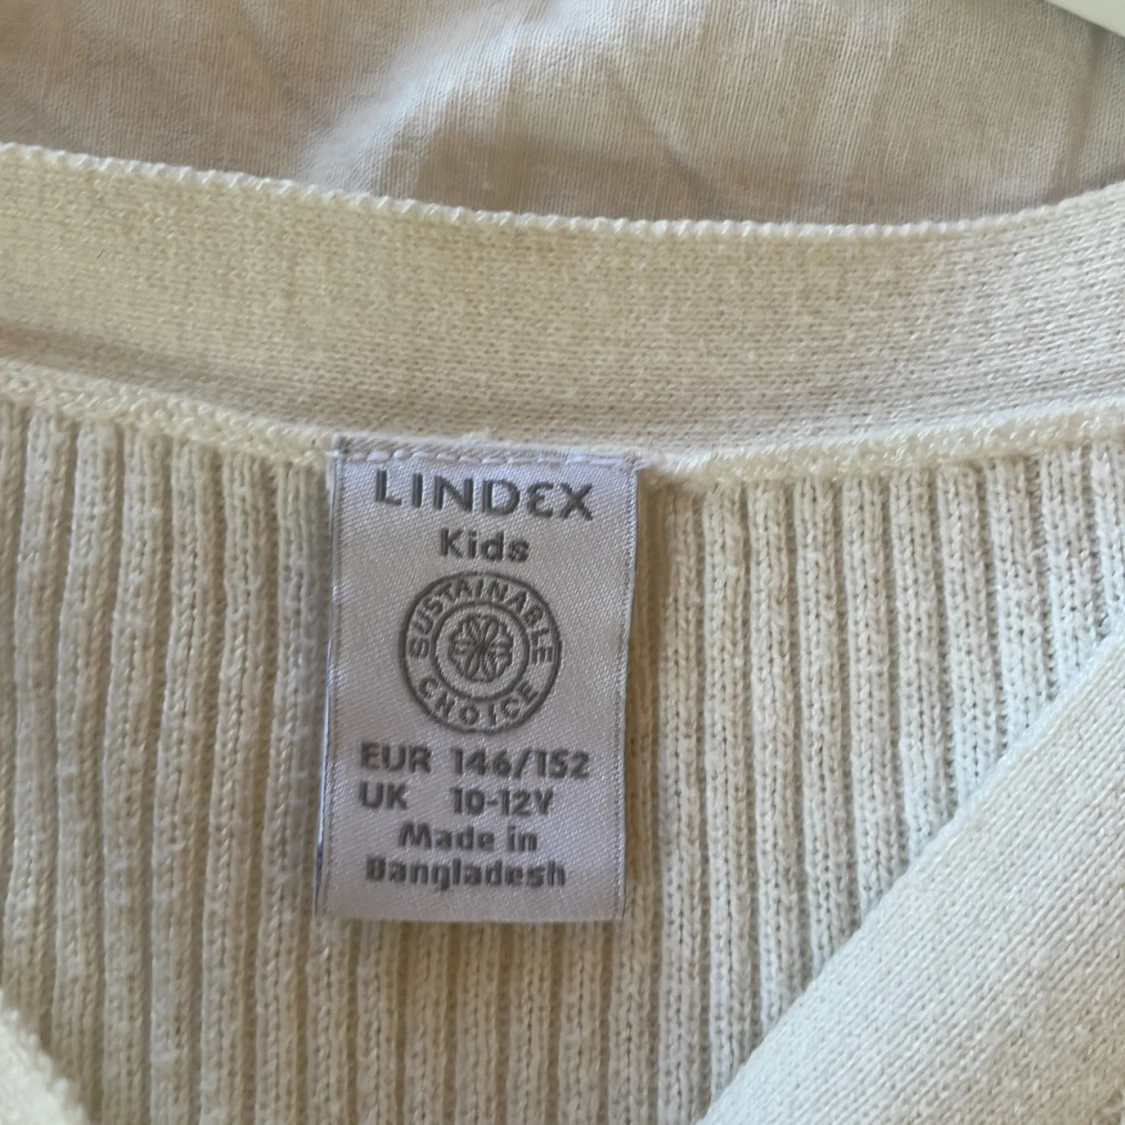 LINDEX
Kids
SUSTAINABLE
CHOICE
EUR 146/152
UK 10-12Y
Made in
Bangladesh